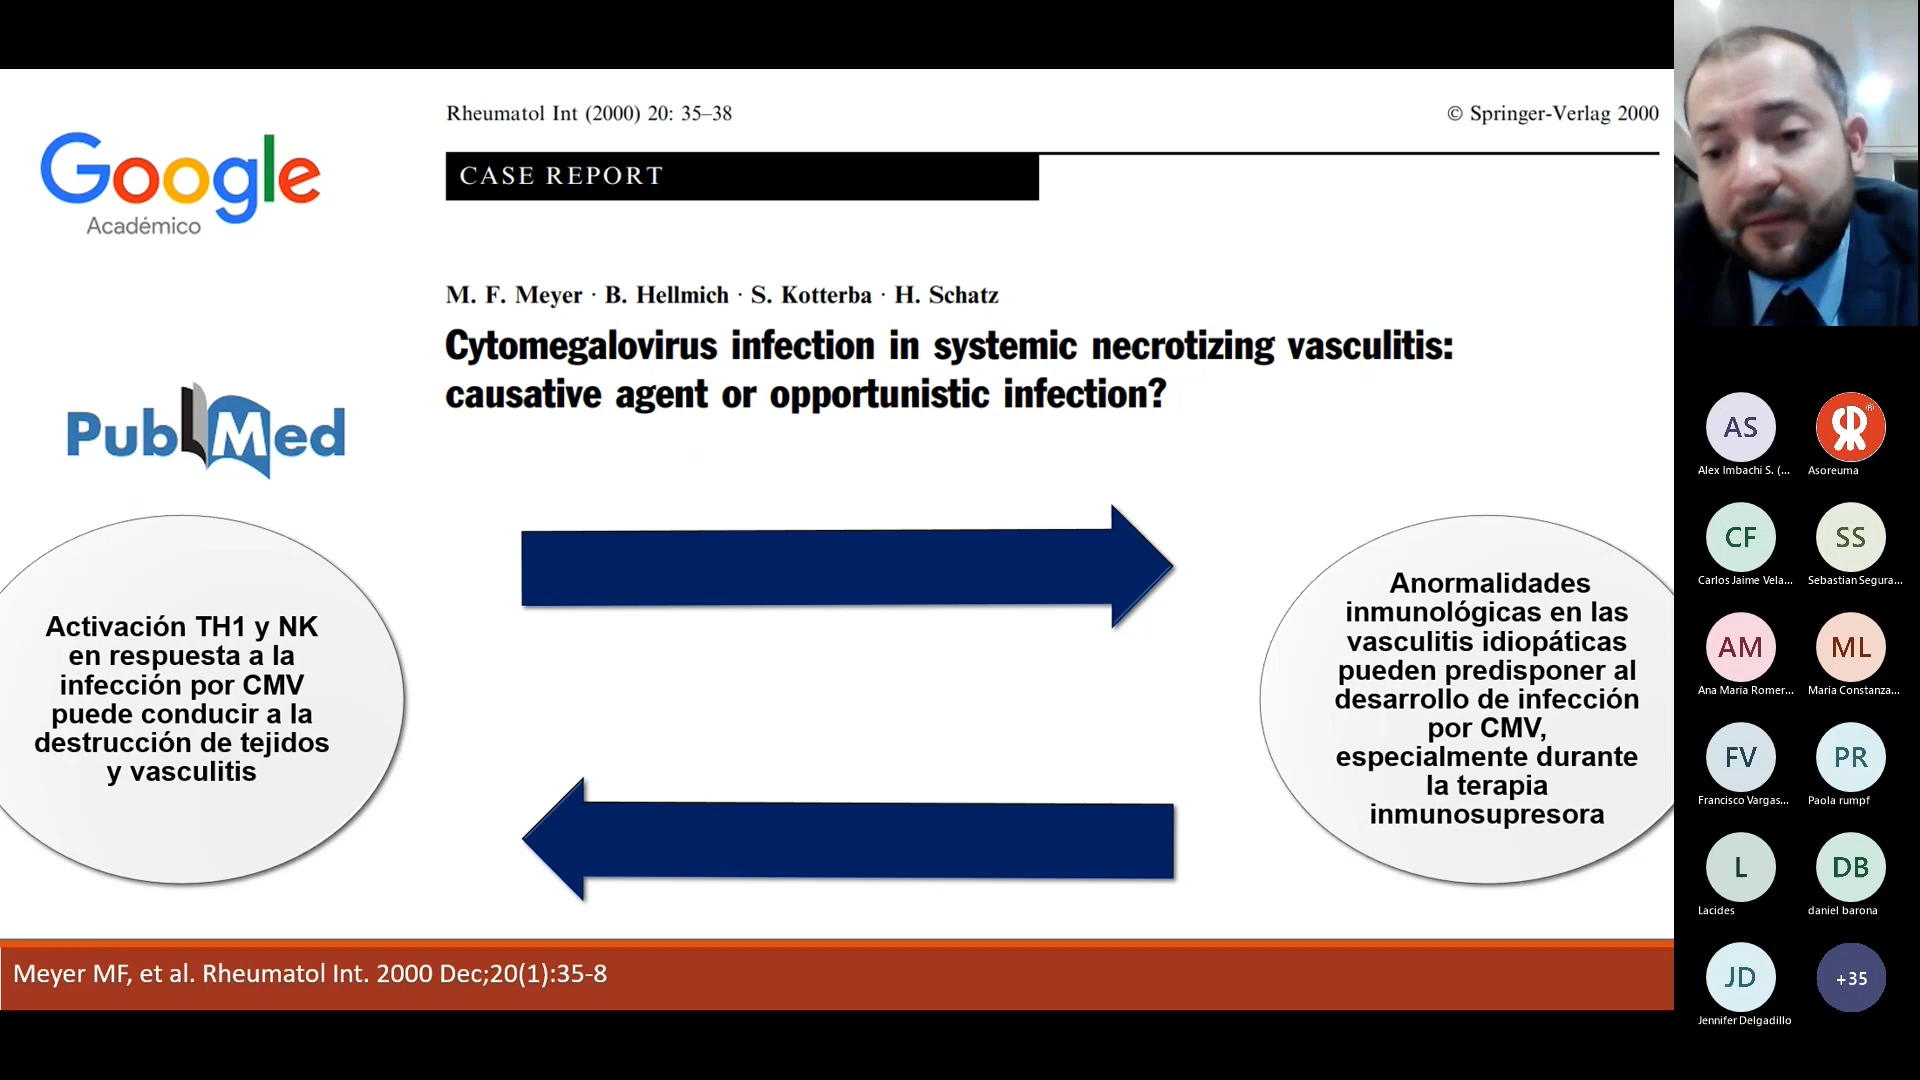 Google
Académico
PubMed
Rheumatol Int (2000) 20: 35–38
© Springer-Verlag 2000
CASE REPORT
M. F. Meyer · B. Hellmich · S. Kotterba · H. Schatz
Cytomegalovirus infection in systemic necrotizing vasculitis:
causative agent or opportunistic infection?
Activación TH1 y NK
en respuesta a la
infección por CMV
puede conducir a la
destrucción de tejidos
y vasculitis
Anormalidades
inmunológicas en las
vasculitis idiopáticas
pueden predisponer al
desarrollo de infección
por CMV,
especialmente durante
la terapia
inmunosupresora
Meyer MF, et al. Rheumatol Int. 2000 Dec;20(1):35-8
AS
Alex Imbachi S. (...
Asoreuma
CF
Carlos Jaime Vela...
SS
Sebastian Segura...
AM
Ana Maria Romer...
ML
Maria Constanza...
FV
Francisco Vargas...
PR
Paola rumpf
L
Lacides
DB
daniel barona
JD
Jennifer Delgadillo
+35